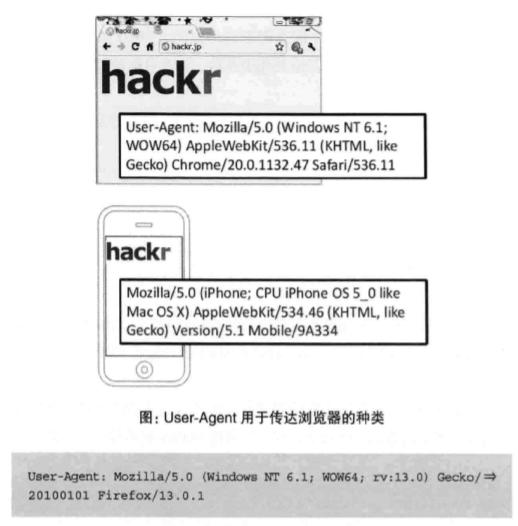 hackr.jp
hackr.jp
hackr
User-Agent: Mozilla/5.0 (Windows NT 6.1;
WOW64) AppleWebKit/536.11 (KHTML, like
Gecko) Chrome/20.0.1132.47 Safari/536.11
hackr
Mozilla/5.0 (iPhone; CPU iPhone OS 5_0 like
Mac OS X) AppleWebKit/534.46 (KHTML, like
Gecko) Version/5.1 Mobile/9A334
图：User-Agent 用于传达浏览器的种类
User-Agent: Mozilla/5.0 (Windows NT 6.1; WOW64; rv:13.0) Gecko/⇒
20100101 Firefox/13.0.1